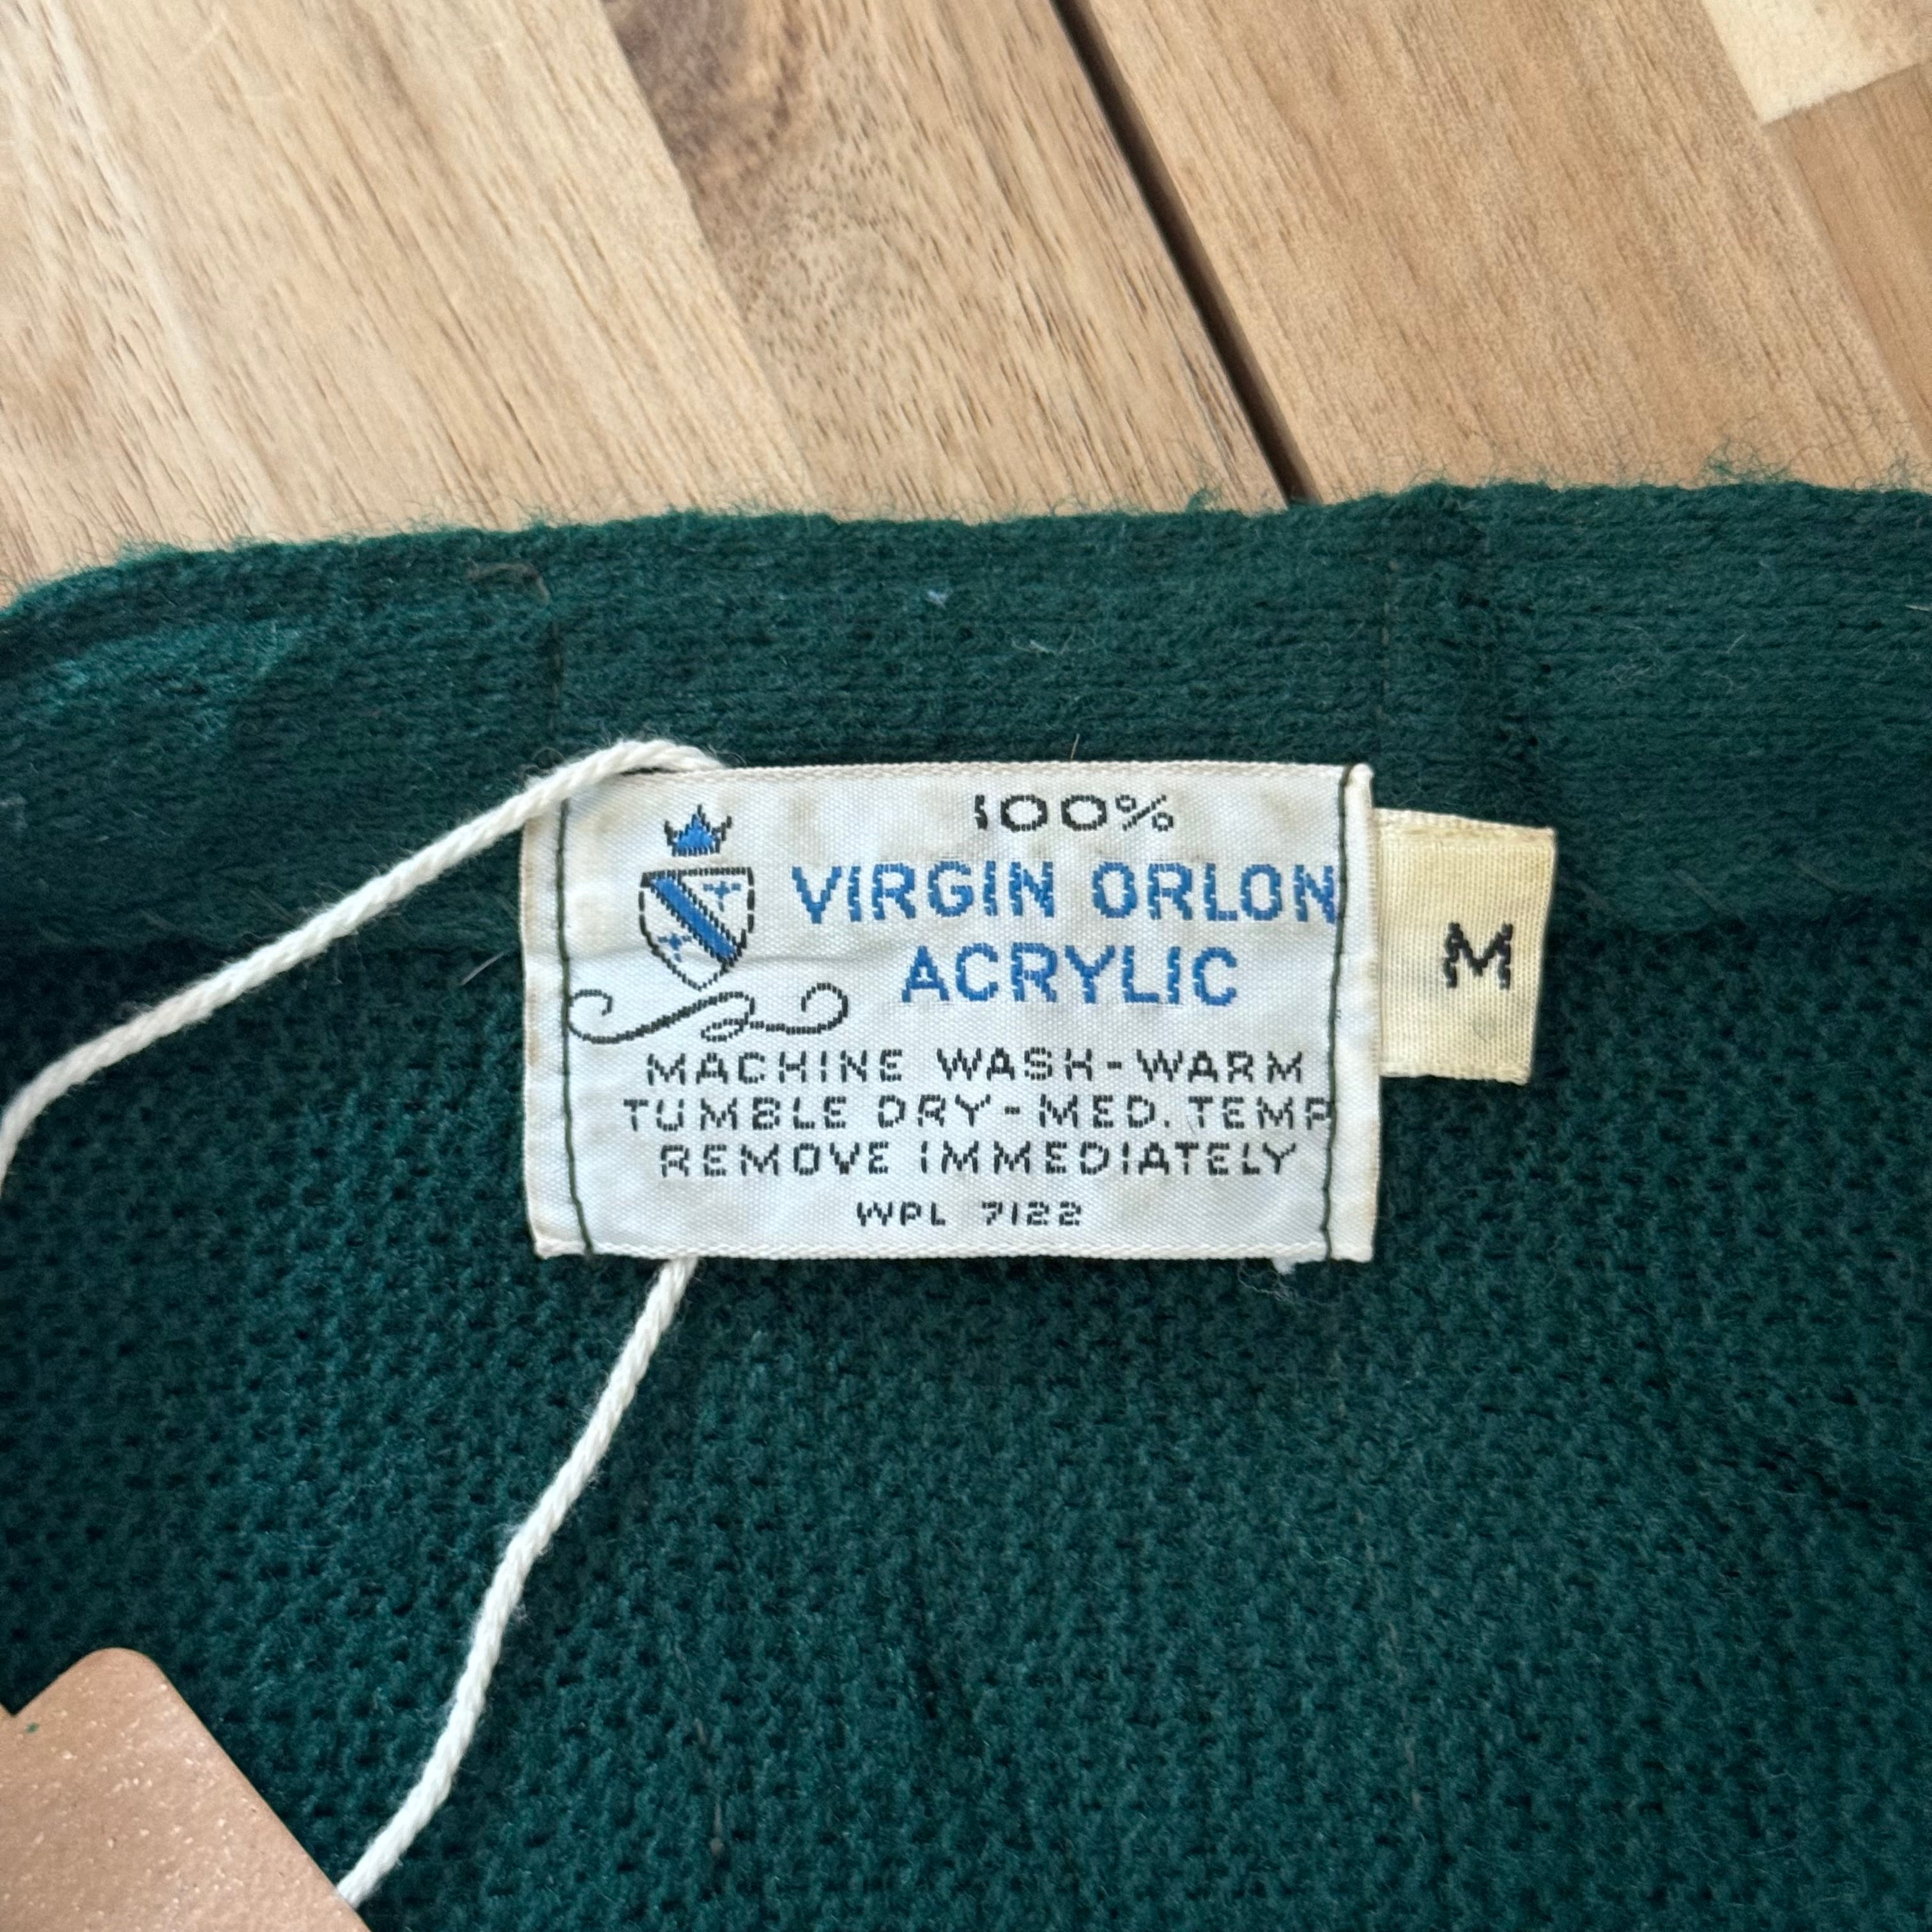 100%
VIRGIN ORLON
ACRYLIC
MACHINE WASH-WARM
TUMBLE DRY-MED. TEMP
REMOVE IMMEDIATELY
WPL 7122
M